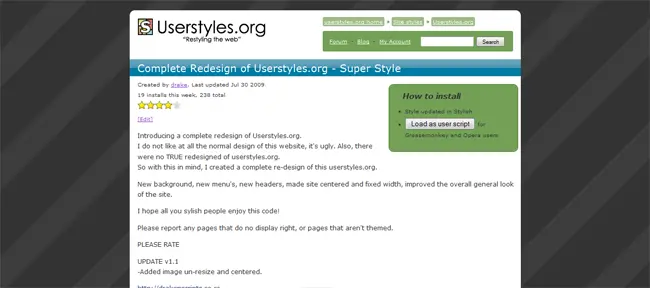 Userstyles.org
"Restyling the web"
userstyles.org home » Site styles » Userstyles.org
Forum Blog My Account Search
Complete Redesign of Userstyles.org - Super Style
Created by drake. Last updated Jul 30 2009
19 installs this week, 238 total
[Edit]
How to install
Style updated in Stylish
Load as user script for
Greasemonkey and Opera users
Introducing a complete redesign of Userstyles.org.
I do not like at all the normal design of this website, it's ugly. Also, there
were no TRUE redesigned of userstyles.org.
So with this in mind, I created a complete re-design of this userstyles.org.
New background, new menu's, new headers, made site centered and fixed width, improved the overall general look
of the site.
I hope all you sylish people enjoy this code!
Please report any pages that do no display right, or pages that aren't themed.
PLEASE RATE
UPDATE v1.1
-Added image un-resize and centered.